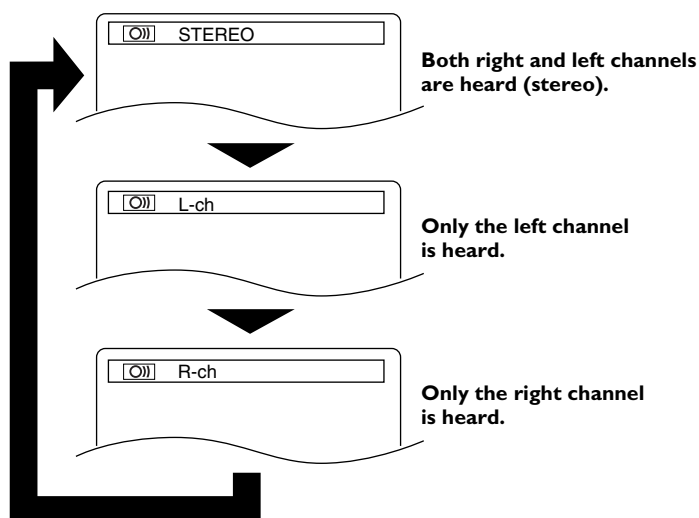 STEREO
Both right and left channels
are heard (stereo).
L-ch
Only the left channel
is heard.
R-ch
Only the right channel
is heard.